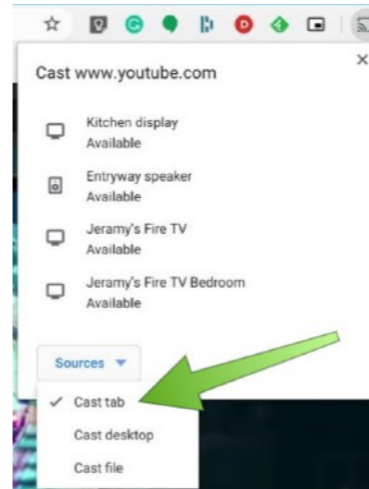 Cast www.youtube.com
Kitchen display
Available
Entryway speaker
Available
Jeramy's Fire TV
Available
Jeramy's Fire TV Bedroom
Available
Sources
Cast tab
Cast desktop
Cast file